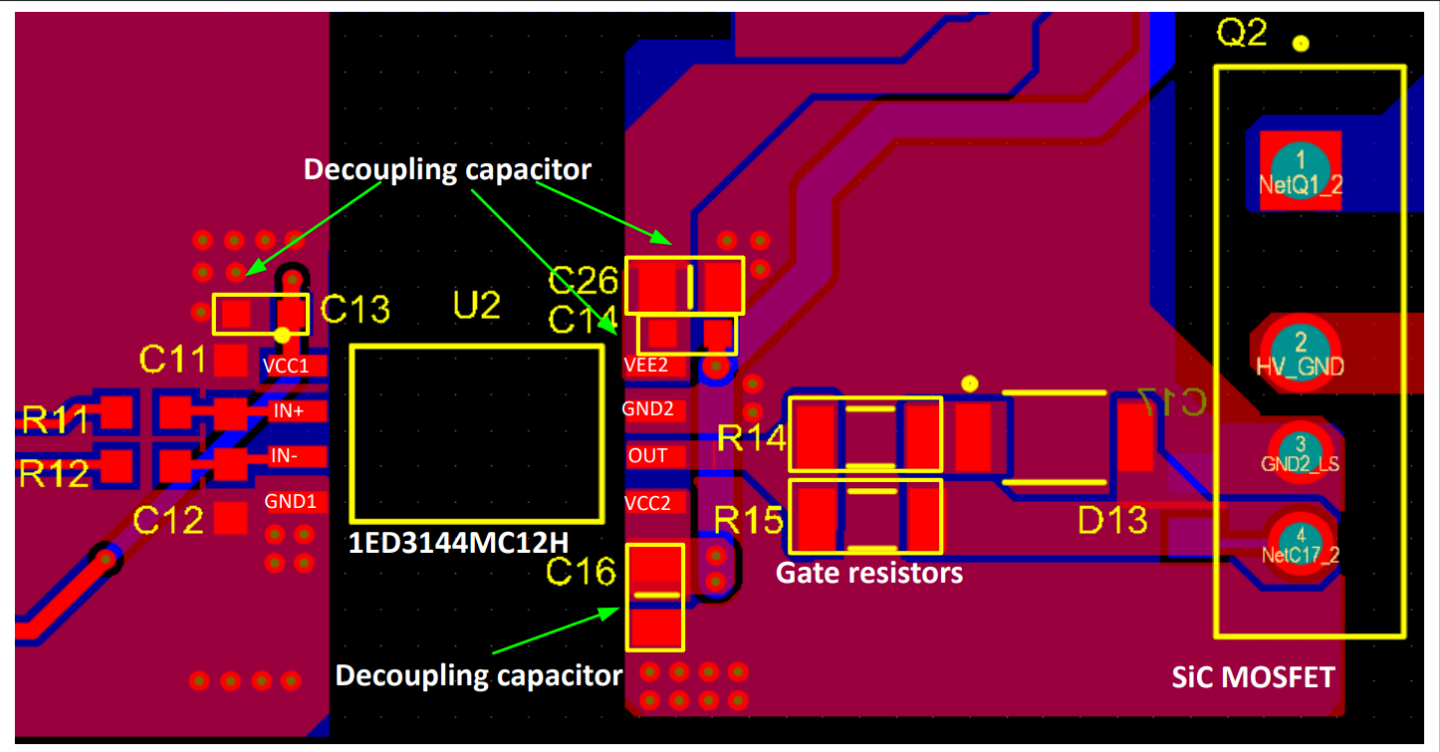 Q2
1
NetQ1_2
Decoupling capacitor
C26
C13
U2
C14
C11
VCC1
VEE2
2
HV_GND
R11
IN+
GND2
C17
R14
3
GND2_LS
R12
IN-
OUT
C12
GND1
VCC2
R15
D13
4
NetC17_2
1ED3144MC12H
C16
Gate resistors
Decoupling capacitor
SiC MOSFET